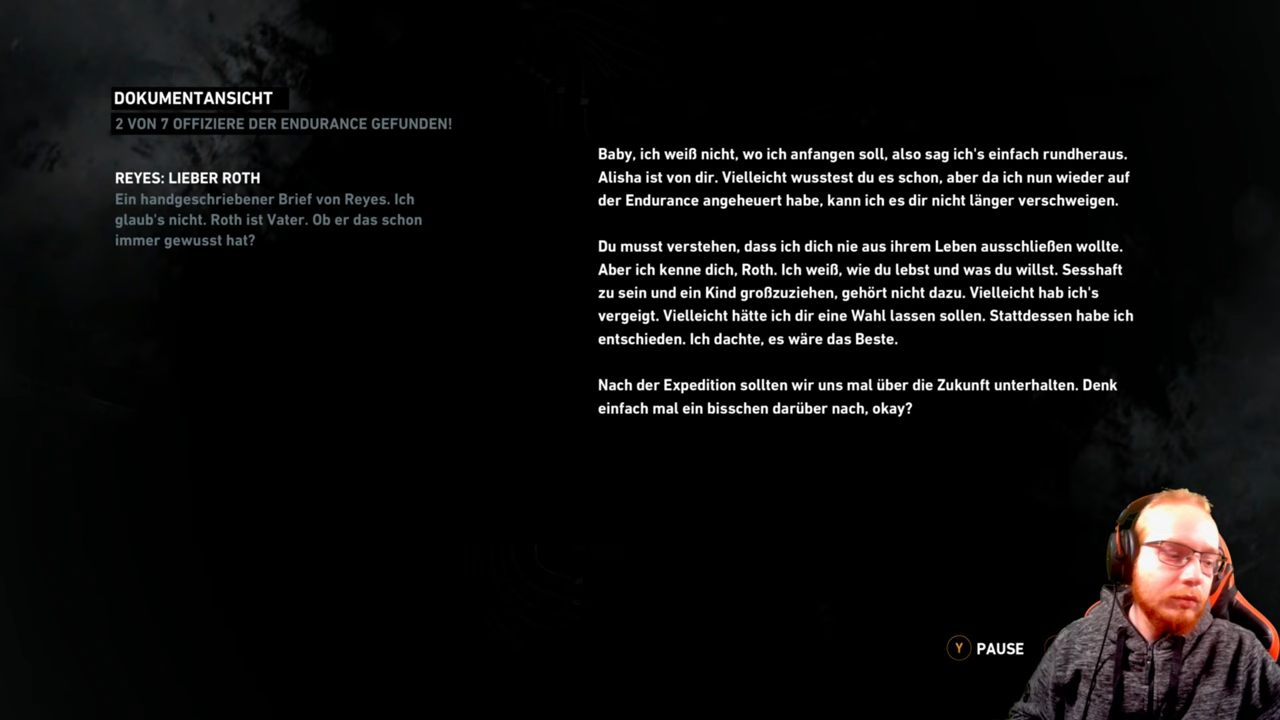 DOKUMENTANSICHT
2 VON 7 OFFIZIERE DER ENDURANCE GEFUNDEN!
REYES: LIEBER ROTH
Ein handgeschriebener Brief von Reyes. Ich
glaub's nicht. Roth ist Vater. Ob er das schon
immer gewusst hat?
Baby, ich weiß nicht, wo ich anfangen soll, also sag ich's einfach rundheraus.
Alisha ist von dir. Vielleicht wusstest du es schon, aber da ich nun wieder auf
der Endurance angeheuert habe, kann ich es dir nicht länger verschweigen.
Du musst verstehen, dass ich dich nie aus ihrem Leben ausschließen wollte.
Aber ich kenne dich, Roth. Ich weiß, wie du lebst und was du willst. Sesshaft
zu sein und ein Kind großzuziehen, gehört nicht dazu. Vielleicht hab ich's
vergeigt. Vielleicht hätte ich dir eine Wahl lassen sollen. Stattdessen habe ich
entschieden. Ich dachte, es wäre das Beste.
Nach der Expedition sollten wir uns mal über die Zukunft unterhalten. Denk
einfach mal ein bisschen darüber nach, okay?
Y PAUSE